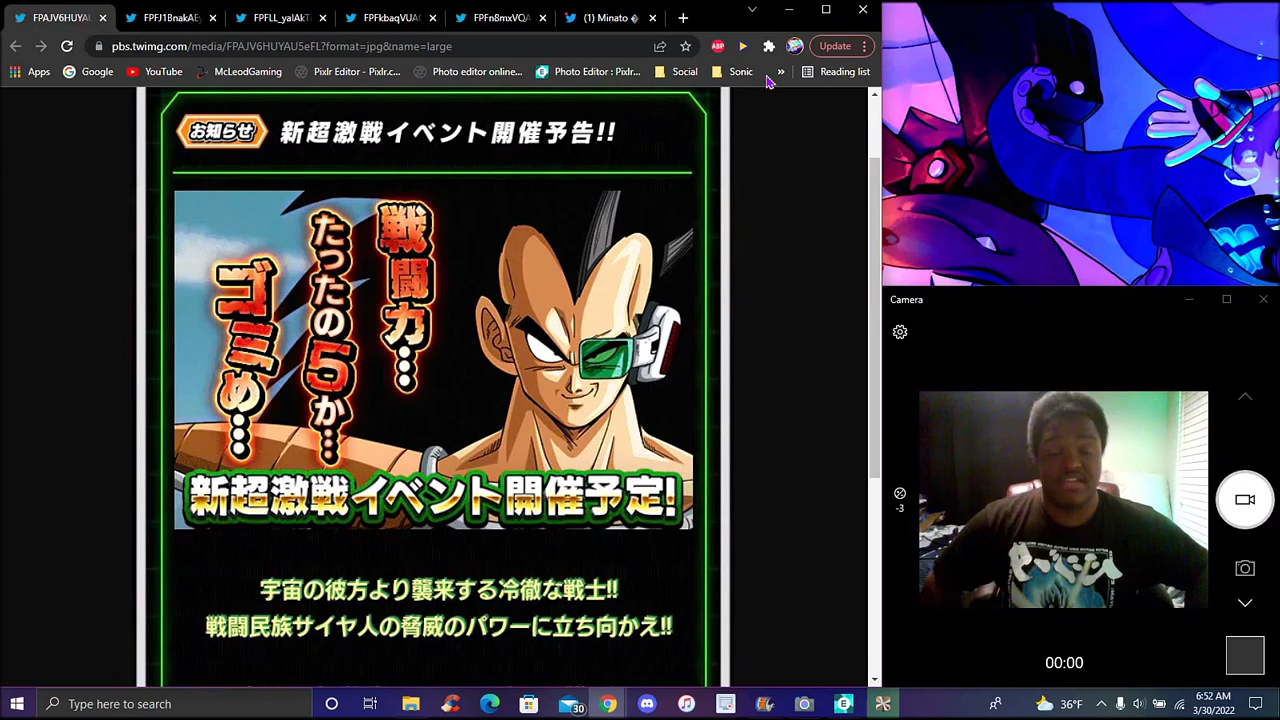 FPAJV6HUYAU
FPFJ1BnakAEy
FPFLL_yaIAkT
FPFkbaqVUAC
FPFn8mxVQA
(1) Minato
pbs.twimg.com/media/FPAJV6HUYAU5eFL?format=jpg&name=large
ABP
Update
Apps
Google
YouTube
McLeodGaming
Pixlr Editor - Pixlr.c...
Photo editor online...
Photo Editor : Pixlr...
Social
Sonic
»
Reading list
お知らせ
新超激戦イベント開催予告!!
戦闘力…
たったの5か…
ゴミめ…
新超激戦イベント開催予定!
宇宙の彼方より襲来する冷徹な戦士!!
戦闘民族サイヤ人の脅威のパワーに立ち向かえ!!
Camera
-3
00:00
Type here to search
30
36°F
6:52 AM
3/30/2022